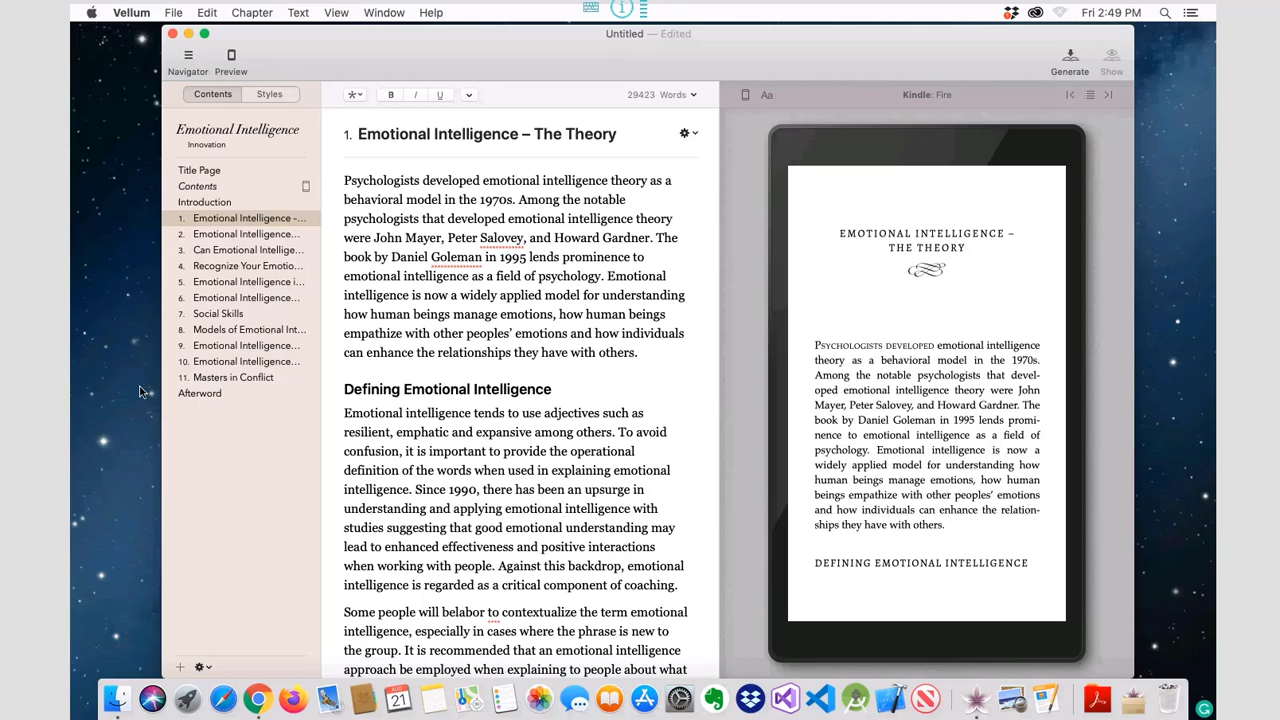 Vellum File Edit Chapter Text View Window Help Fri 2:49 PM
Untitled — Edited
Navigator Preview Generate Show
Contents Styles
B I U 29423 Words
Aa Kindle: Fire
Emotional Intelligence
Innovation
Title Page
Contents
Introduction
1. Emotional Intelligence –...
2. Emotional Intelligence...
3. Can Emotional Intellige...
4. Recognize Your Emotio...
5. Emotional Intelligence i...
6. Emotional Intelligence...
7. Social Skills
8. Models of Emotional Int...
9. Emotional Intelligence...
10. Emotional Intelligence...
11. Masters in Conflict
Afterword
1. Emotional Intelligence – The Theory
Psychologists developed emotional intelligence theory as a
behavioral model in the 1970s. Among the notable
psychologists that developed emotional intelligence theory
were John Mayer, Peter Salovey, and Howard Gardner. The
book by Daniel Goleman in 1995 lends prominence to
emotional intelligence as a field of psychology. Emotional
intelligence is now a widely applied model for understanding
how human beings manage emotions, how human beings
empathize with other peoples’ emotions and how individuals
can enhance the relationships they have with others.
Defining Emotional Intelligence
Emotional intelligence tends to use adjectives such as
resilient, emphatic and expansive among others. To avoid
confusion, it is important to provide the operational
definition of the words when used in explaining emotional
intelligence. Since 1990, there has been an upsurge in
understanding and applying emotional intelligence with
studies suggesting that good emotional understanding may
lead to enhanced effectiveness and positive interactions
when working with people. Against this backdrop, emotional
intelligence is regarded as a critical component of coaching.
Some people will belabor to contextualize the term emotional
intelligence, especially in cases where the phrase is new to
the group. It is recommended that an emotional intelligence
approach be employed when explaining to people about what
EMOTIONAL INTELLIGENCE –
THE THEORY
PSYCHOLOGISTS DEVELOPED emotional intelligence
theory as a behavioral model in the 1970s.
Among the notable psychologists that devel-
oped emotional intelligence theory were John
Mayer, Peter Salovey, and Howard Gardner. The
book by Daniel Goleman in 1995 lends promi-
nence to emotional intelligence as a field of
psychology. Emotional intelligence is now a
widely applied model for understanding how
human beings manage emotions, how human
beings empathize with other peoples’ emotions
and how individuals can enhance the relation-
ships they have with others.
DEFINING EMOTIONAL INTELLIGENCE
AUG
21